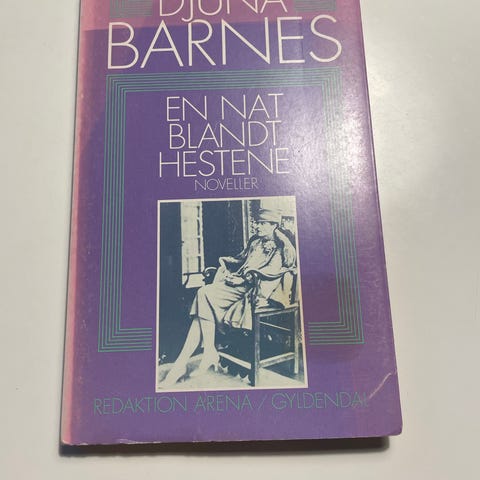 DJUNA
BARNES
EN NAT
BLANDT
HESTENE
NOVELLER
REDAKTION ARENA / GYLDENDAL